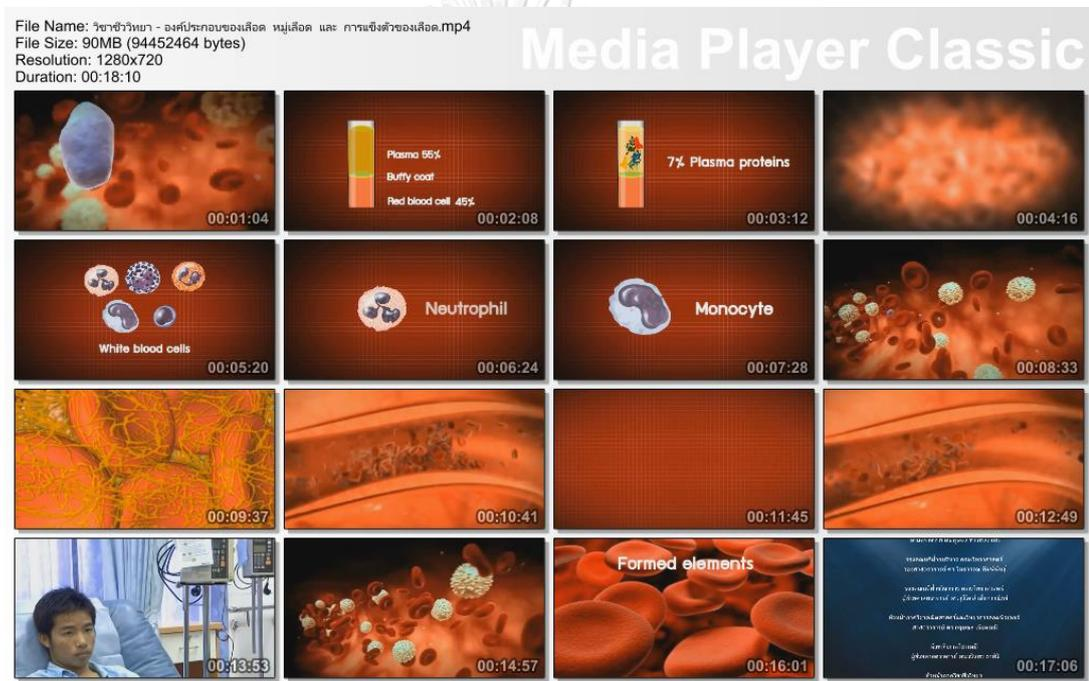 File Name: วิชาชีววิทยา - องค์ประกอบของเลือด หมู่เลือด และ การแข็งตัวของเลือด.mp4
File Size: 90MB (94452464 bytes)
Resolution: 1280x720
Duration: 00:18:10
Media Player Classic
00:01:04
Plasma 55%
Buffy coat
Red blood cell 45%
00:02:08
7% Plasma proteins
00:03:12
00:04:16
White blood cells
00:05:20
Neutrophil
00:06:24
Monocyte
00:07:28
00:08:33
00:09:37
00:10:41
00:11:45
00:12:49
00:13:53
00:14:57
Formed elements
00:16:01
00:17:06